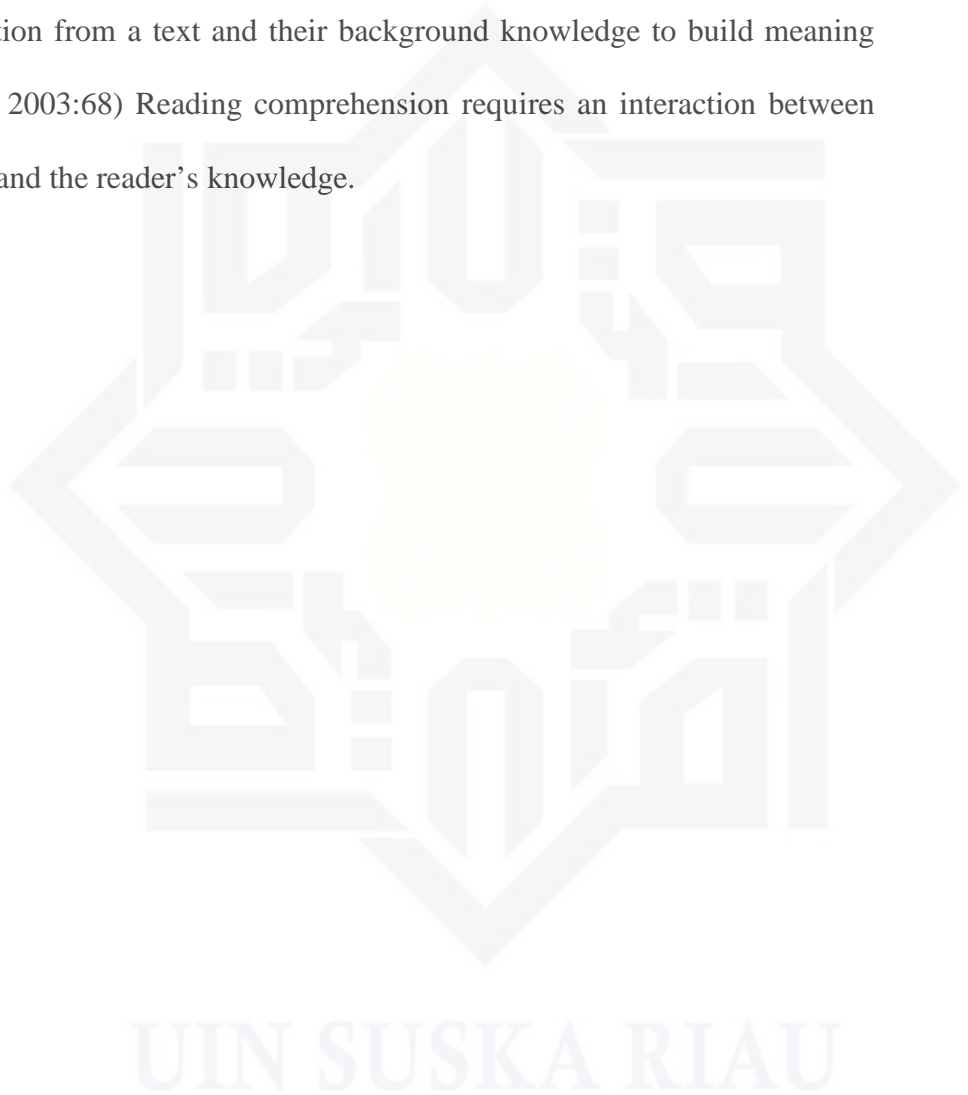 tion from a text and their background knowledge to build meaning
2003:68) Reading comprehension requires an interaction between
and the reader’s knowledge.
UIN SUSKA RIAU